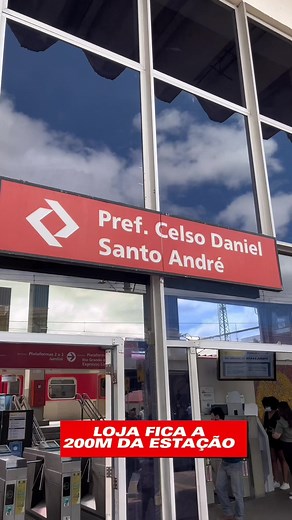 Pref. Celso Daniel
Santo André
LOJA FICA A
200M DA ESTAÇÃO